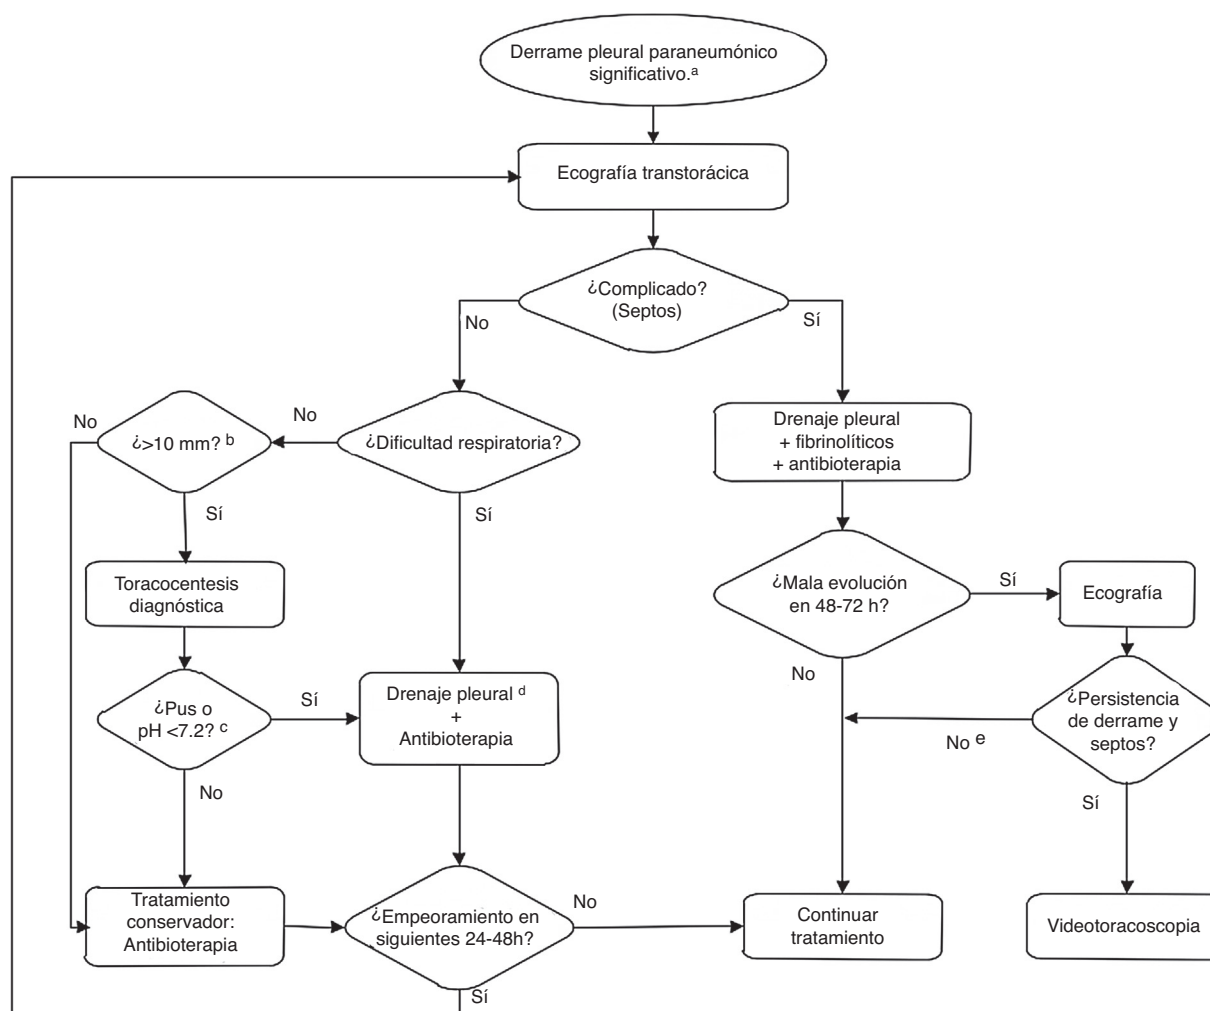 Derrame pleural paraneumónico
significativo.a
Ecografía transtorácica
¿Complicado?
(Septos)
No
Sí
¿Dificultad respiratoria?
No
¿>10 mm? b
No
Sí
Sí
Toracocentesis
diagnóstica
¿Pus o
pH <7.2? c
Sí
No
Drenaje pleural d
+
Antibioterapia
Tratamiento
conservador:
Antibioterapia
¿Empeoramiento en
siguientes 24-48h?
No
Sí
Drenaje pleural
+ fibrinolíticos
+ antibioterapia
¿Mala evolución
en 48-72 h?
Sí
No
Ecografía
¿Persistencia
de derrame y
septos?
No e
Sí
Continuar
tratamiento
Videotoracoscopia